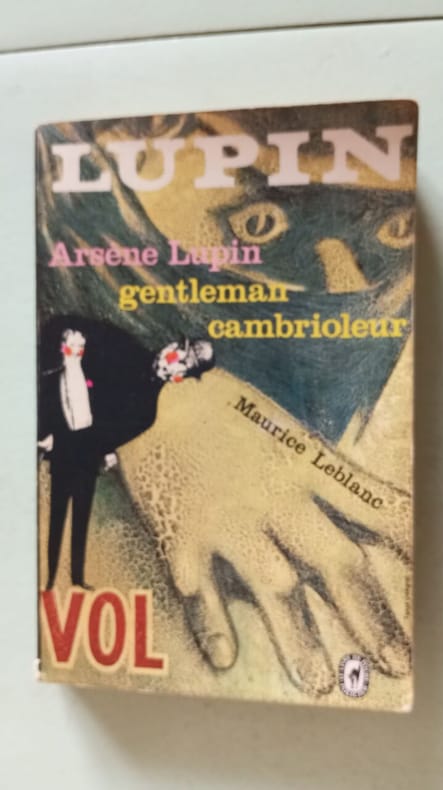 LUPIN
Arsène Lupin
gentleman
cambrioleur
Maurice Leblanc
VOL